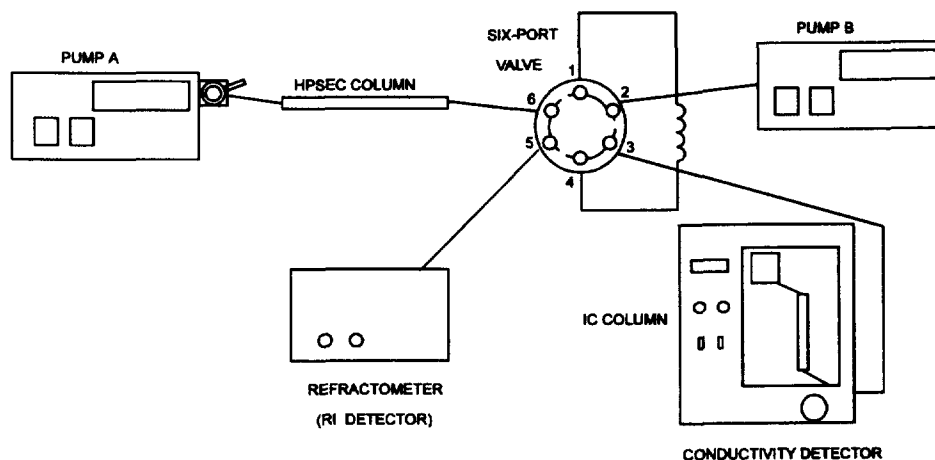 PUMP A
HPSEC COLUMN
SIX-PORT
VALVE
PUMP B
1
2
3
4
5
6
REFRACTOMETER
(RI DETECTOR)
IC COLUMN
CONDUCTIVITY DETECTOR